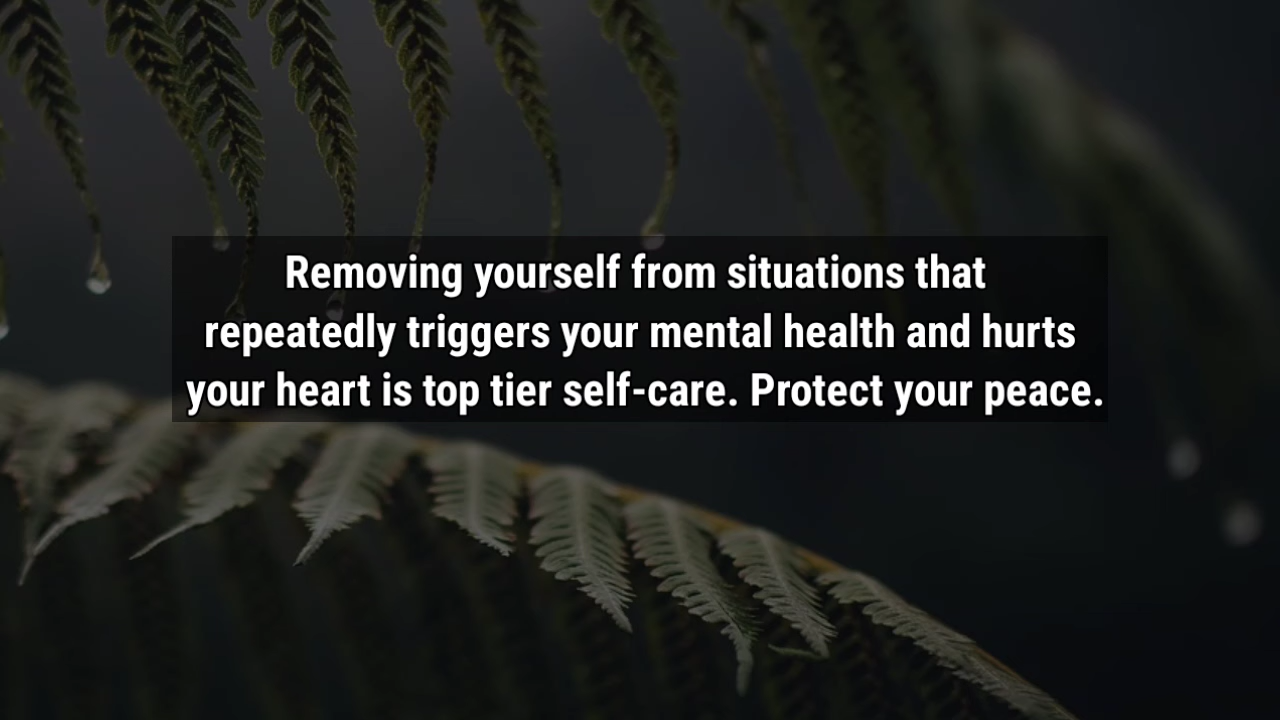 Removing yourself from situations that
repeatedly triggers your mental health and hurts
your heart is top tier self-care. Protect your peace.